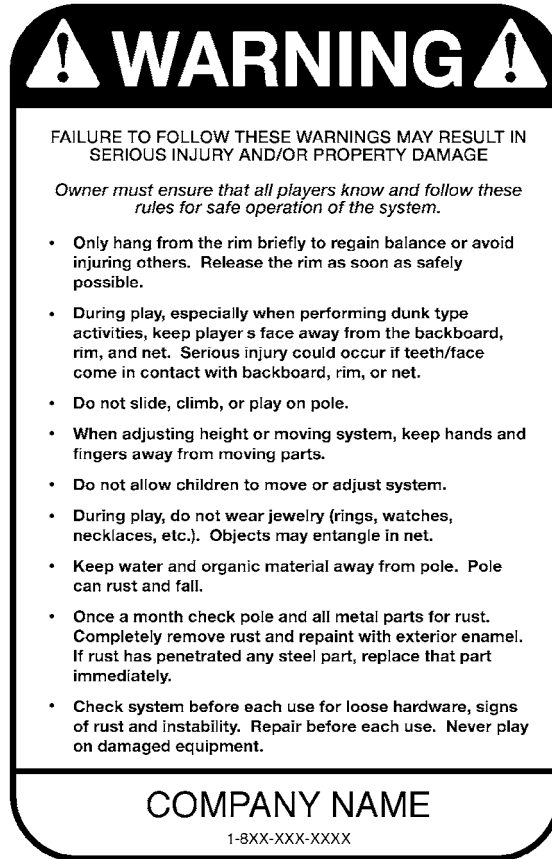 WARNING
FAILURE TO FOLLOW THESE WARNINGS MAY RESULT IN
SERIOUS INJURY AND/OR PROPERTY DAMAGE
Owner must ensure that all players know and follow these
rules for safe operation of the system.
• Only hang from the rim briefly to regain balance or avoid
injuring others. Release the rim as soon as safely
possible.
• During play, especially when performing dunk type
activities, keep player s face away from the backboard,
rim, and net. Serious injury could occur if teeth/face
come in contact with backboard, rim, or net.
• Do not slide, climb, or play on pole.
• When adjusting height or moving system, keep hands and
fingers away from moving parts.
• Do not allow children to move or adjust system.
• During play, do not wear jewelry (rings, watches,
necklaces, etc.). Objects may entangle in net.
• Keep water and organic material away from pole. Pole
can rust and fall.
• Once a month check pole and all metal parts for rust.
Completely remove rust and repaint with exterior enamel.
If rust has penetrated any steel part, replace that part
immediately.
• Check system before each use for loose hardware, signs
of rust and instability. Repair before each use. Never play
on damaged equipment.
COMPANY NAME
1-8XX-XXX-XXXX